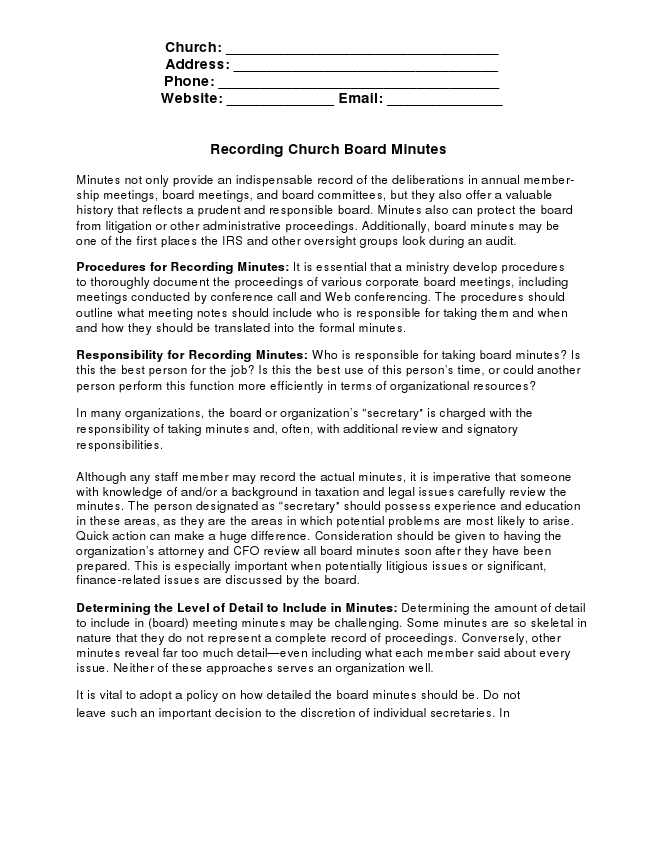 Church: __________________________________
Address: _________________________________
Phone: ___________________________________
Website: _____________ Email: ______________
Recording Church Board Minutes
Minutes not only provide an indispensable record of the deliberations in annual member-
ship meetings, board meetings, and board committees, but they also offer a valuable
history that reflects a prudent and responsible board. Minutes also can protect the board
from litigation or other administrative proceedings. Additionally, board minutes may be
one of the first places the IRS and other oversight groups look during an audit.
Procedures for Recording Minutes: It is essential that a ministry develop procedures
to thoroughly document the proceedings of various corporate board meetings, including
meetings conducted by conference call and Web conferencing. The procedures should
outline what meeting notes should include who is responsible for taking them and when
and how they should be translated into the formal minutes.
Responsibility for Recording Minutes: Who is responsible for taking board minutes? Is
this the best person for the job? Is this the best use of this person's time, or could another
person perform this function more efficiently in terms of organizational resources?
In many organizations, the board or organization's “secretary” is charged with the
responsibility of taking minutes and, often, with additional review and signatory
responsibilities.
Although any staff member may record the actual minutes, it is imperative that someone
with knowledge of and/or a background in taxation and legal issues carefully review the
minutes. The person designated as “secretary” should possess experience and education
in these areas, as they are the areas in which potential problems are most likely to arise.
Quick action can make a huge difference. Consideration should be given to having the
organization's attorney and CFO review all board minutes soon after they have been
prepared. This is especially important when potentially litigious issues or significant,
finance-related issues are discussed by the board.
Determining the Level of Detail to Include in Minutes: Determining the amount of detail
to include in (board) meeting minutes may be challenging. Some minutes are so skeletal in
nature that they do not represent a complete record of proceedings. Conversely, other
minutes reveal far too much detail—even including what each member said about every
issue. Neither of these approaches serves an organization well.
It is vital to adopt a policy on how detailed the board minutes should be. Do not
leave such an important decision to the discretion of individual secretaries. In